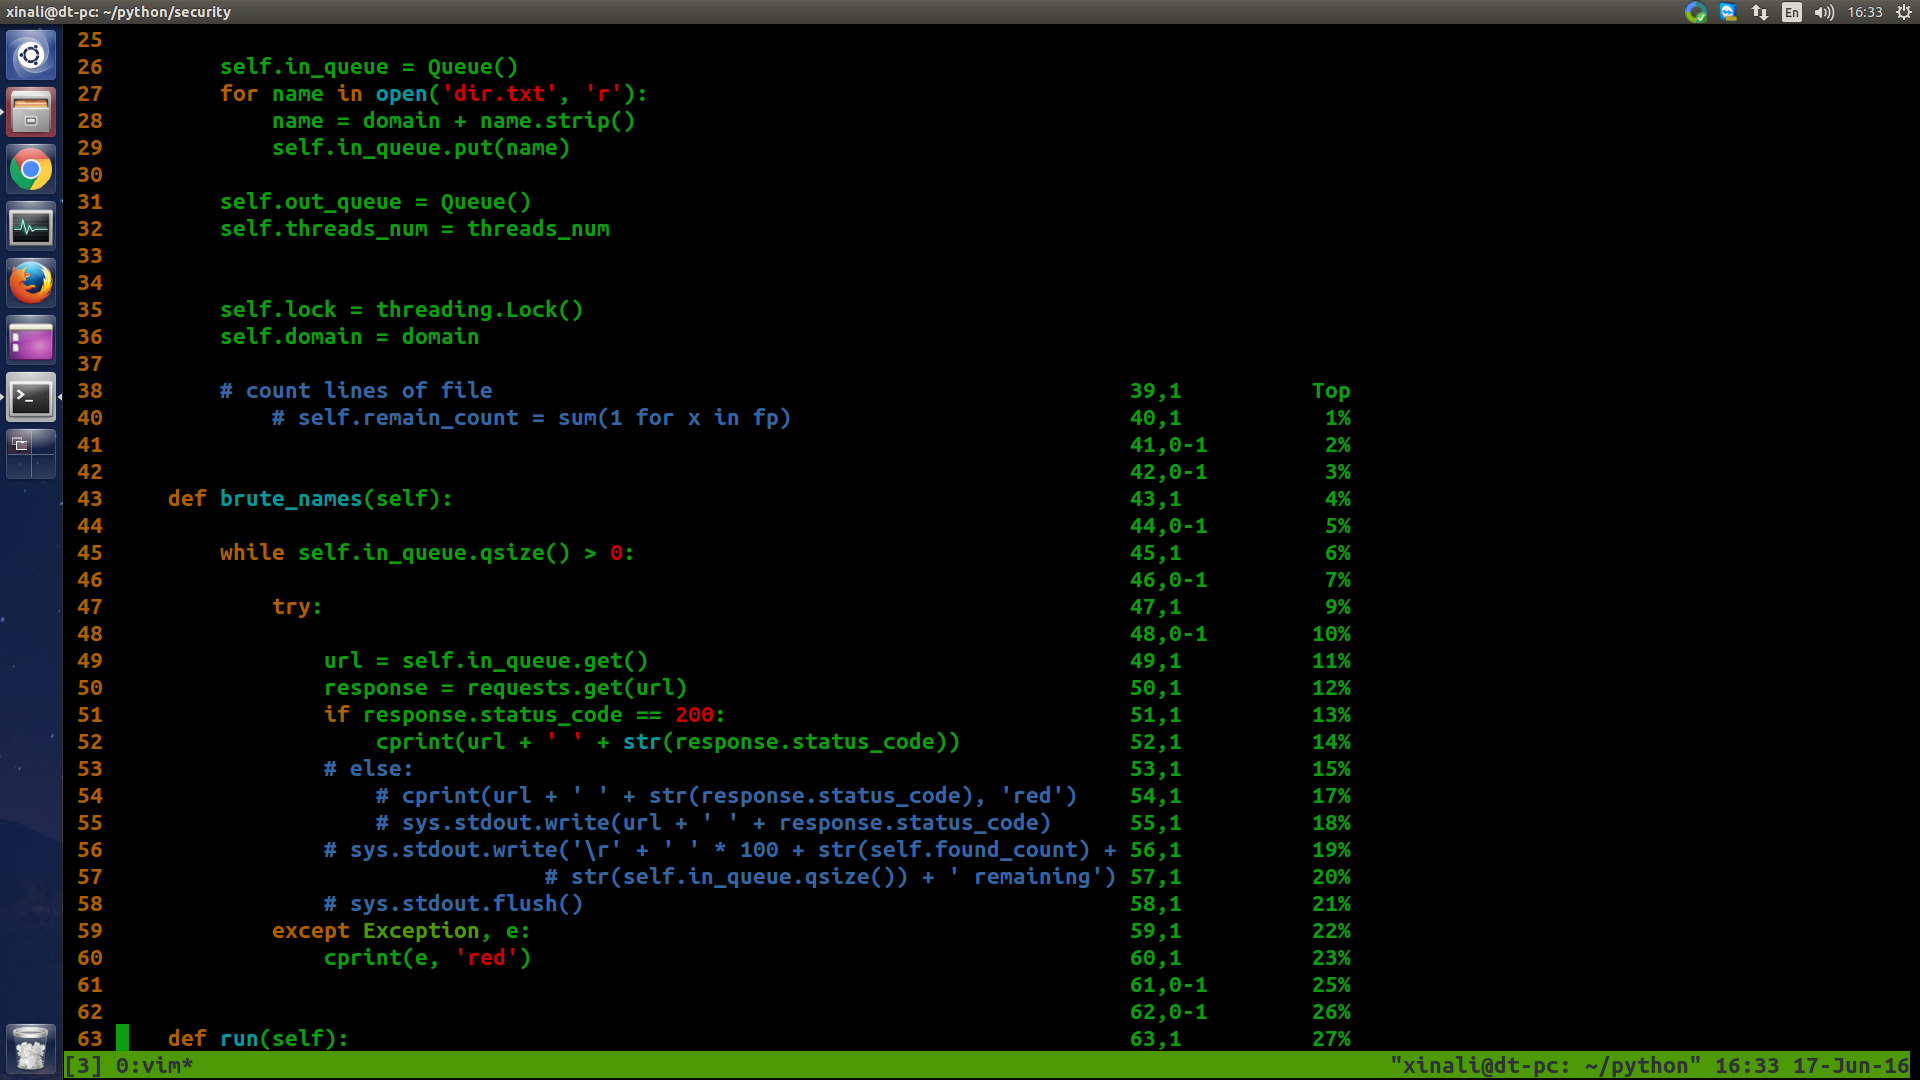 xinali@dt-pc: ~/python/security En 16:33
25
26         self.in_queue = Queue()
27         for name in open('dir.txt', 'r'):
28             name = domain + name.strip()
29             self.in_queue.put(name)
30
31         self.out_queue = Queue()
32         self.threads_num = threads_num
33
34
35         self.lock = threading.Lock()
36         self.domain = domain
37
38         # count lines of file 39,1 Top
40             # self.remain_count = sum(1 for x in fp) 40,1 1%
41 41,0-1 2%
42 42,0-1 3%
43     def brute_names(self): 43,1 4%
44 44,0-1 5%
45         while self.in_queue.qsize() > 0: 45,1 6%
46 46,0-1 7%
47             try: 47,1 9%
48 48,0-1 10%
49                 url = self.in_queue.get() 49,1 11%
50                 response = requests.get(url) 50,1 12%
51                 if response.status_code == 200: 51,1 13%
52                     cprint(url + ' ' + str(response.status_code)) 52,1 14%
53                 # else: 53,1 15%
54                     # cprint(url + ' ' + str(response.status_code), 'red') 54,1 17%
55                     # sys.stdout.write(url + ' ' + response.status_code) 55,1 18%
56                 # sys.stdout.write('\r' + ' ' * 100 + str(self.found_count) + 56,1 19%
57                                  # str(self.in_queue.qsize()) + ' remaining') 57,1 20%
58                 # sys.stdout.flush() 58,1 21%
59             except Exception, e: 59,1 22%
60                 cprint(e, 'red') 60,1 23%
61 61,0-1 25%
62 62,0-1 26%
63     def run(self): 63,1 27%
[3] 0:vim* "xinali@dt-pc: ~/python" 16:33 17-Jun-16